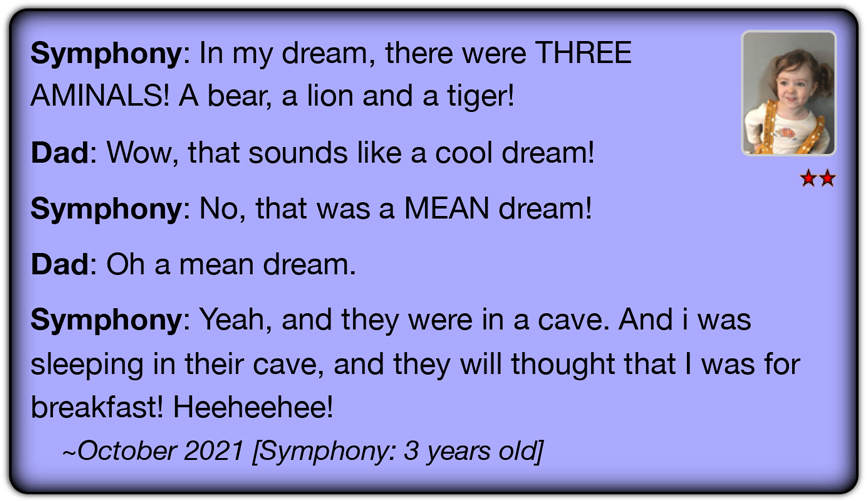 Symphony: In my dream, there were THREE
AMINALS! A bear, a lion and a tiger!
Dad: Wow, that sounds like a cool dream!
Symphony: No, that was a MEAN dream!
Dad: Oh a mean dream.
Symphony: Yeah, and they were in a cave. And i was
sleeping in their cave, and they will thought that I was for
breakfast! Heeheehee!
~October 2021 [Symphony: 3 years old]